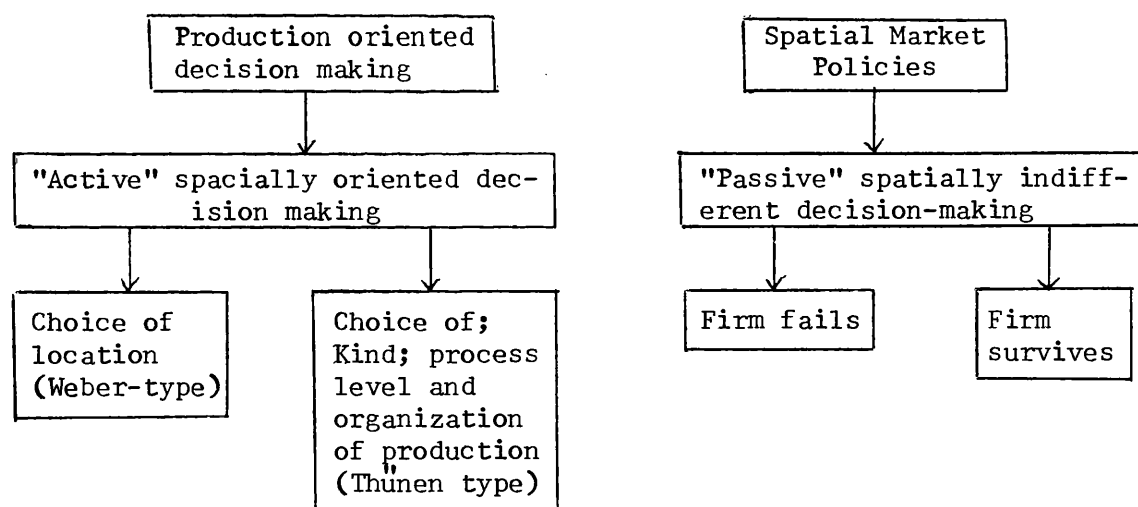 Production oriented
decision making
Spatial Market
Policies
"Active" spacially oriented dec-
ision making
"Passive" spatially indiff-
erent decision-making
Choice of
location
(Weber-type)
Choice of;
Kind; process
level and
organization
of production
(Thünen type)
Firm fails
Firm
survives